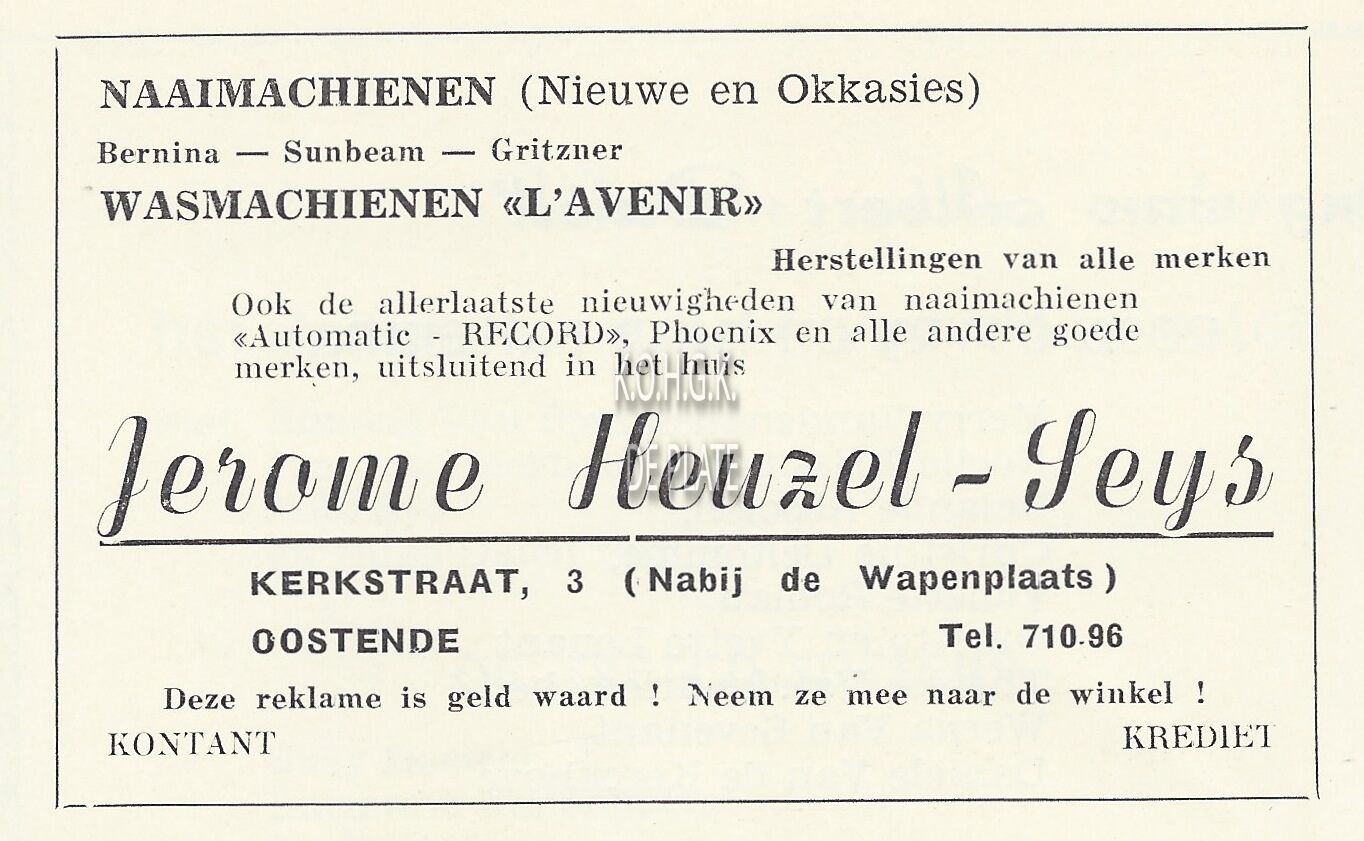 NAAIMACHIENEN (Nieuwe en Okkasies)
Bernina — Sunbeam — Gritzner
WASMACHIENEN «L'AVENIR»
Herstellingen van alle merken
Ook de allerlaatste nieuwigheden van naaimachienen
«Automatic - RECORD», Phoenix en alle andere goede
merken, uitsluitend in het huis
K.O.H.G.K.
DE PLATE
Jerome Heuzel - Seys
KERKSTRAAT, 3 (Nabij de Wapenplaats)
OOSTENDE Tel. 710.96
Deze reklame is geld waard ! Neem ze mee naar de winkel !
KONTANT KREDIET